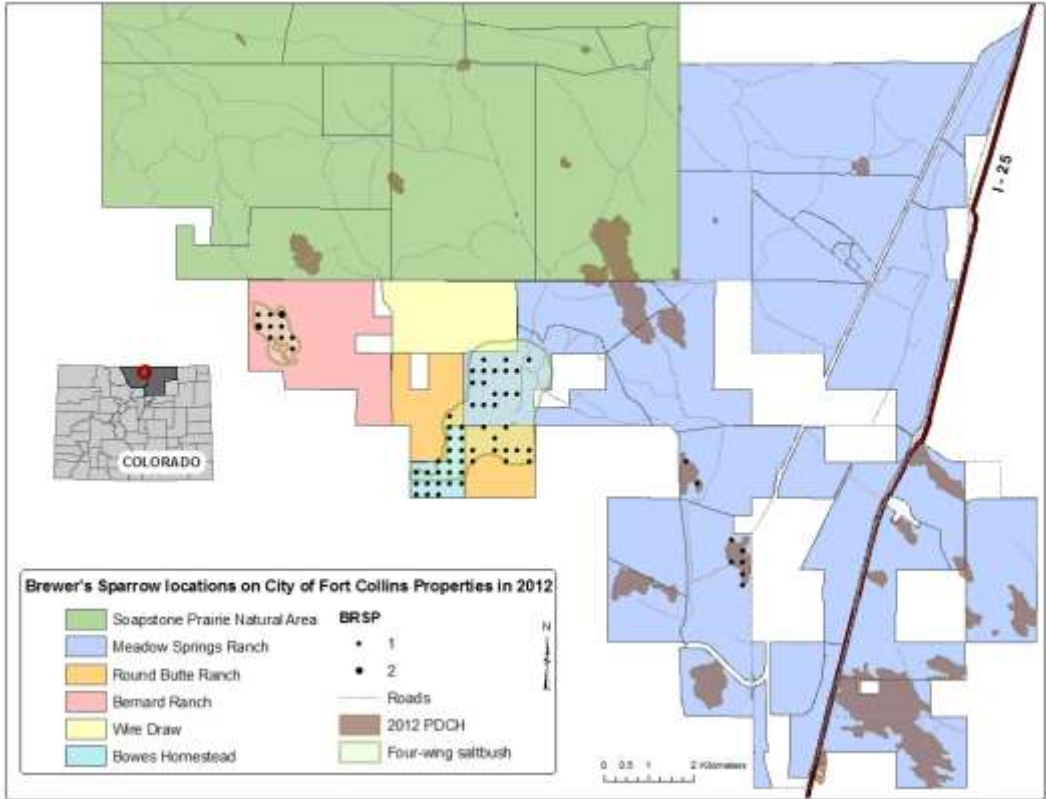 I - 25
COLORADO
Brewer's Sparrow locations on City of Fort Collins Properties in 2012
Soapstone Prairie Natural Area
Meadow Springs Ranch
Round Butte Ranch
Bernard Ranch
Wire Draw
Bowes Homestead
BRSP
1
2
Roads
2012 PDCH
Four-wing saltbush
N
0 0.5 1 2 Kilometers